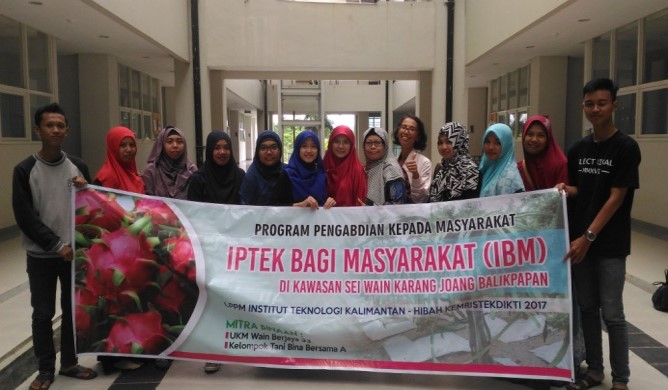 PROGRAM PENGABDIAN KEPADA MASYARAKAT
IPTEK BAGI MASYARAKAT (IBM)
DI KAWASAN SEI WAIN KARANG JOANG BALIKPAPAN
LPPM INSTITUT TEKNOLOGI KALIMANTAN - HIBAH KEMRISTEKDIKTI 2017
MITRA
UKM Wain Berjaya
Kelompok Tani Bina Bersama A